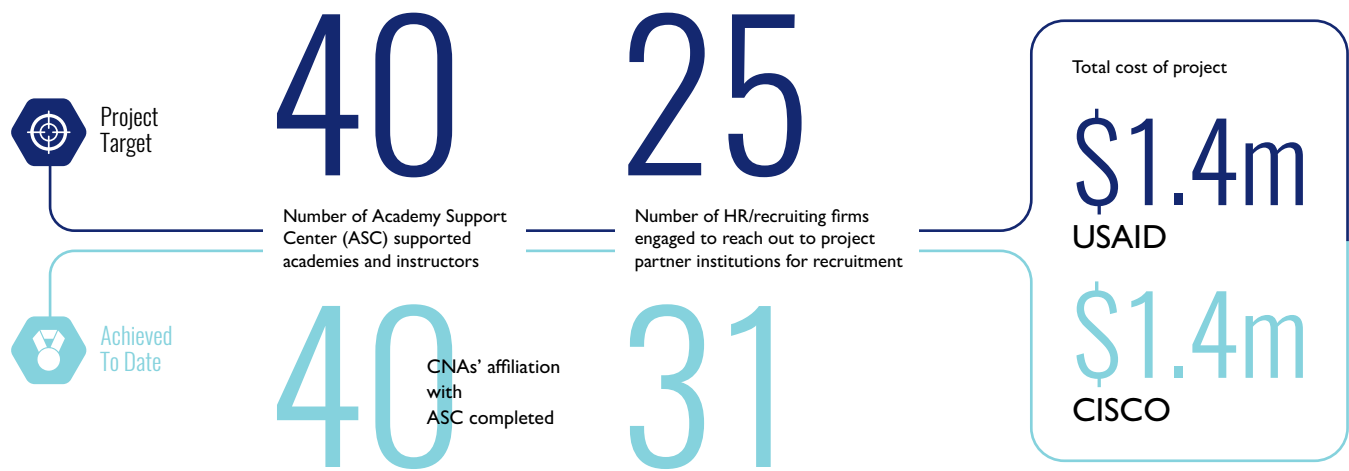 Project
Target
40
Number of Academy Support
Center (ASC) supported
academies and instructors
25
Number of HR/recruiting firms
engaged to reach out to project
partner institutions for recruitment
Achieved
To Date
40
CNAs’ affiliation
with
ASC completed
31
Total cost of project
$1.4m
USAID
$1.4m
CISCO